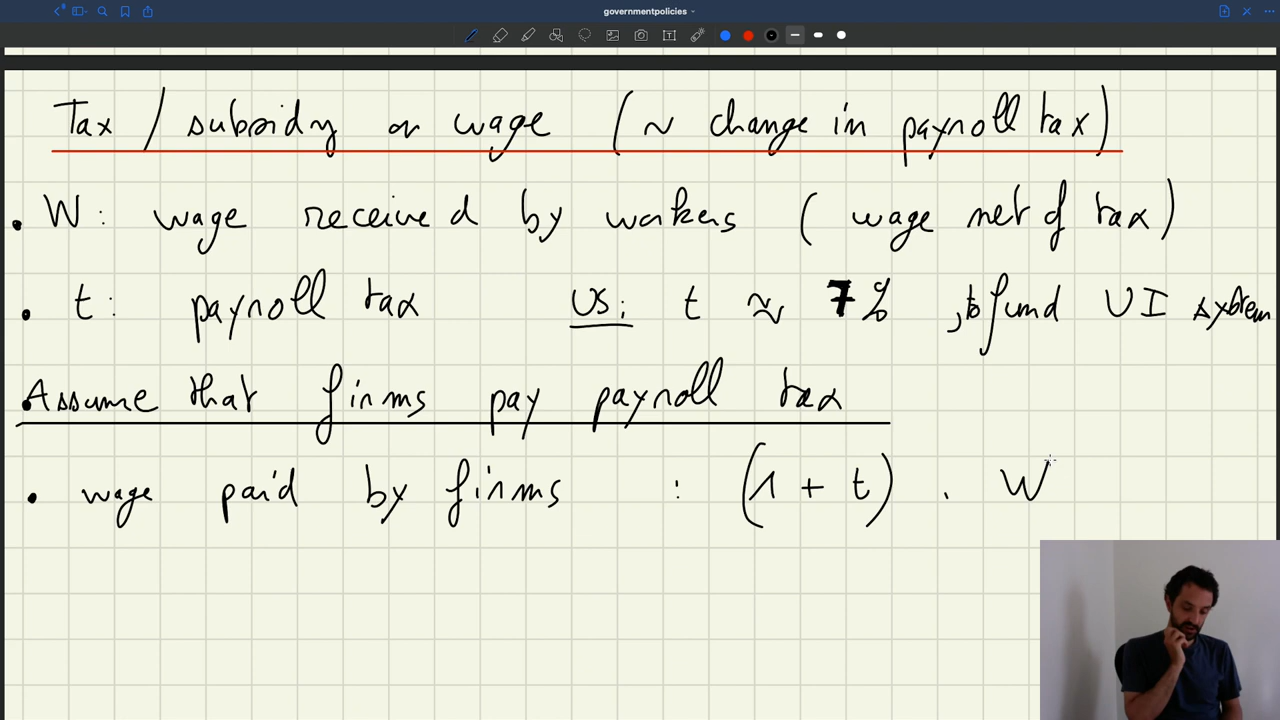 governmentpolicies
Tax / subsidy on wage (~ change in payroll tax)
• W: wage received by workers (wage net of tax)
• t: payroll tax US: t ≈ 7% , to fund UI system
• Assume that firms pay payroll tax
• wage paid by firms : (1 + t) . W